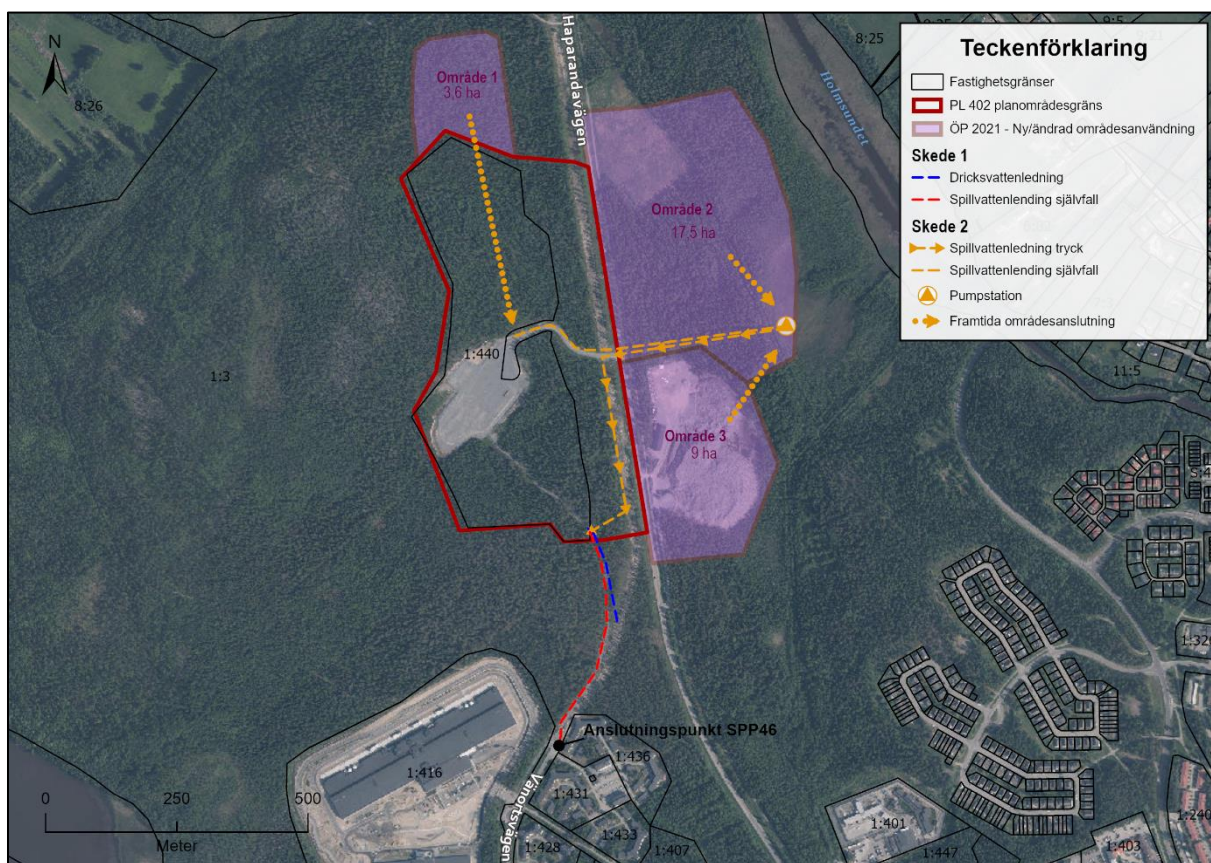 N
8:26
Område 1
3,6 ha
Haparandavägen
8:25
Holmsundet
Område 2
17,5 ha
1:440
1:3
Område 3
9 ha
11:5
Anslutningspunkt SPP46
1:416
1:436
1:431
1:433
1:428
1:407
Vänortsvägen
1:401
1:447
1:403
0 250 500
Meter
Teckenförklaring
Fastighetsgränser
PL 402 planområdesgräns
ÖP 2021 - Ny/ändrad områdesanvändning
Skede 1
Dricksvattenledning
Spillvattenlending självfall
Skede 2
Spillvattenledning tryck
Spillvattenlending självfall
Pumpstation
Framtida områdesanslutning